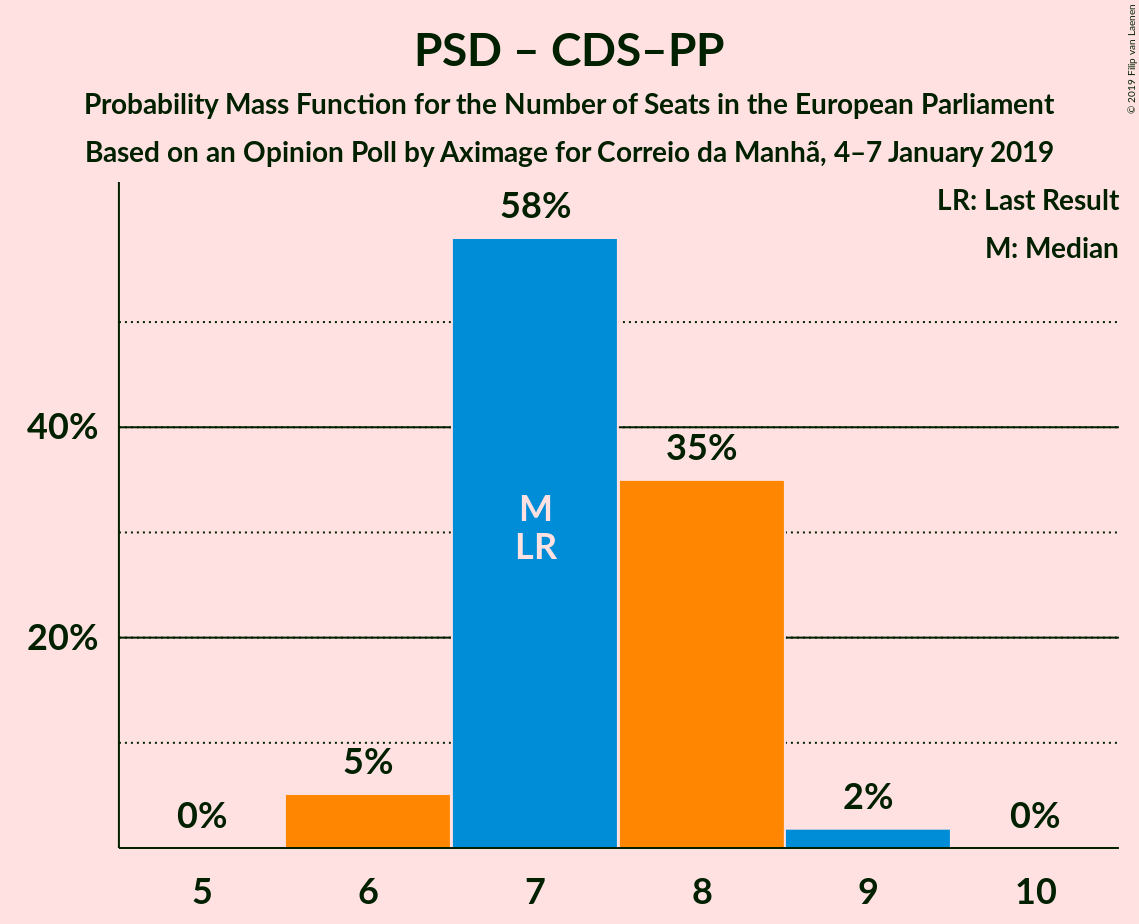 PSD – CDS–PP
Probability Mass Function for the Number of Seats in the European Parliament
Based on an Opinion Poll by Aximage for Correio da Manhã, 4–7 January 2019
© 2019 Filip van Laenen
LR: Last Result
M: Median
58%
40%
35%
M
LR
20%
5%
2%
0%
0%
5 6 7 8 9 10